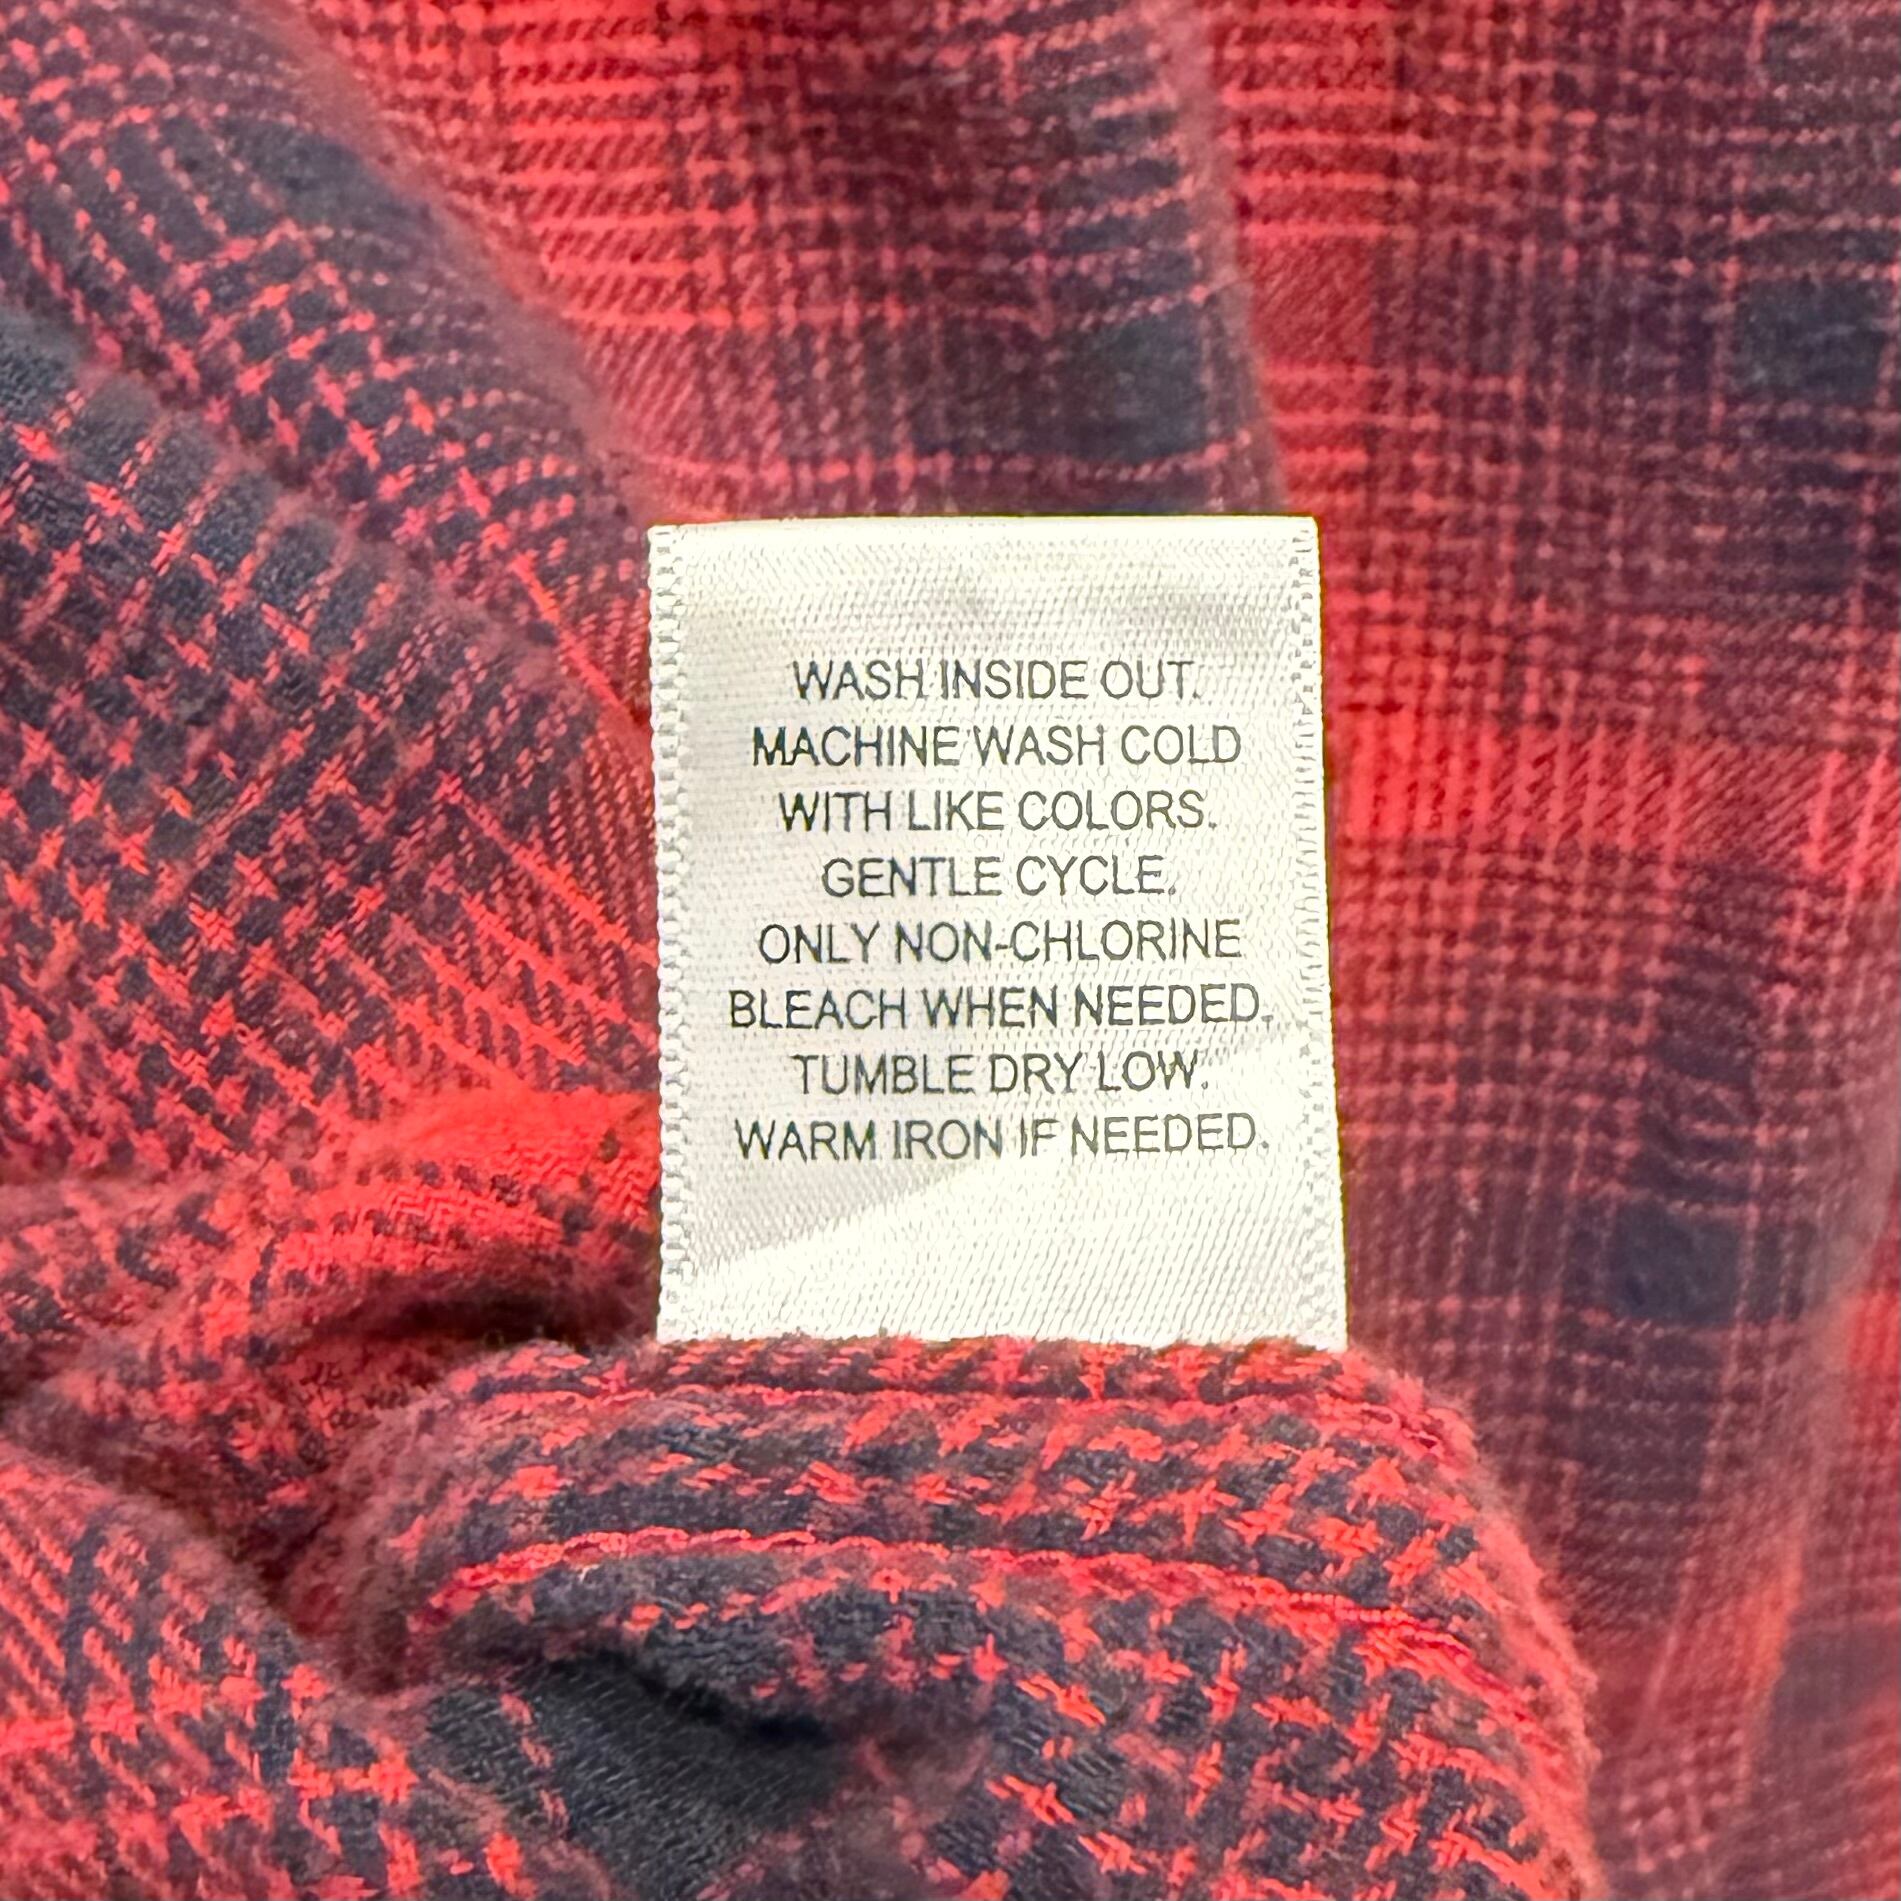 WASH INSIDE OUT.
MACHINE WASH COLD
WITH LIKE COLORS.
GENTLE CYCLE.
ONLY NON-CHLORINE
BLEACH WHEN NEEDED.
TUMBLE DRY LOW.
WARM IRON IF NEEDED.